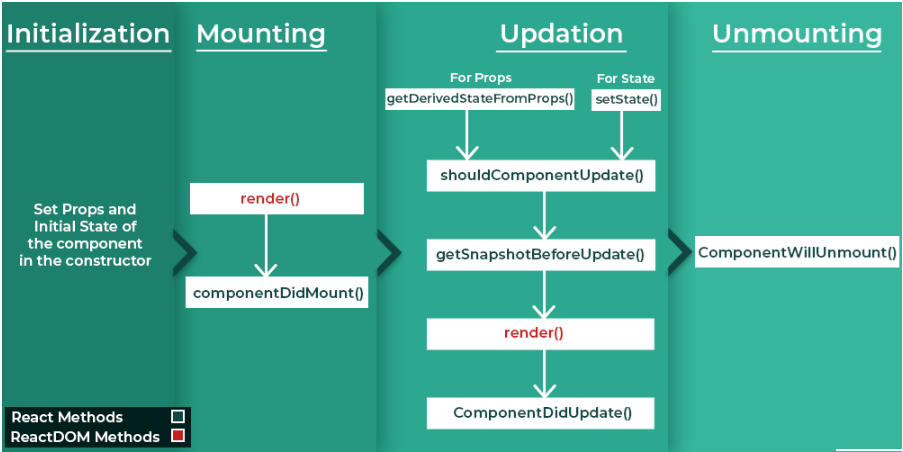 Initialization
Mounting
Updation
Unmounting
For Props
getDerivedStateFromProps()
For State
setState()
shouldComponentUpdate()
getSnapshotBeforeUpdate()
render()
ComponentDidUpdate()
render()
componentDidMount()
Set Props and
Initial State of
the component
in the constructor
ComponentWillUnmount()
React Methods
ReactDOM Methods